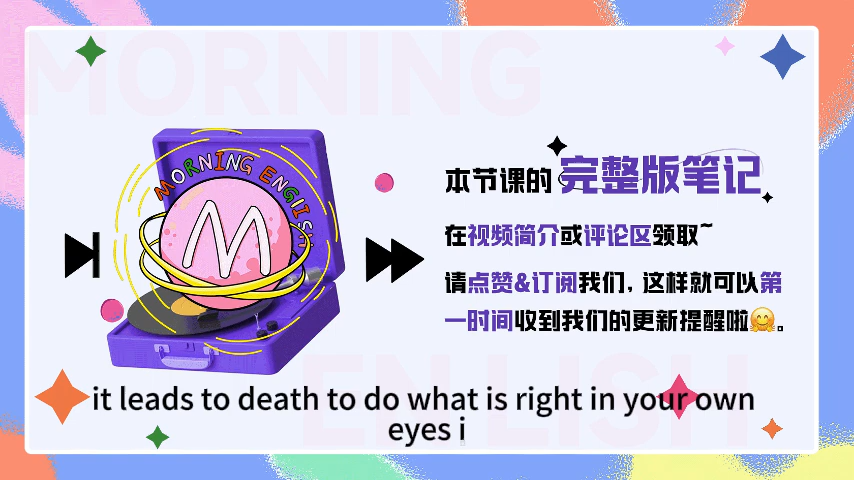 MORNING
MORNING ENGLISH
M
本节课的 完整版笔记
在视频简介或评论区领取~
请点赞&订阅我们, 这样就可以第
一时间收到我们的更新提醒啦🤗。
it leads to death to do what is right in your own
eyes i